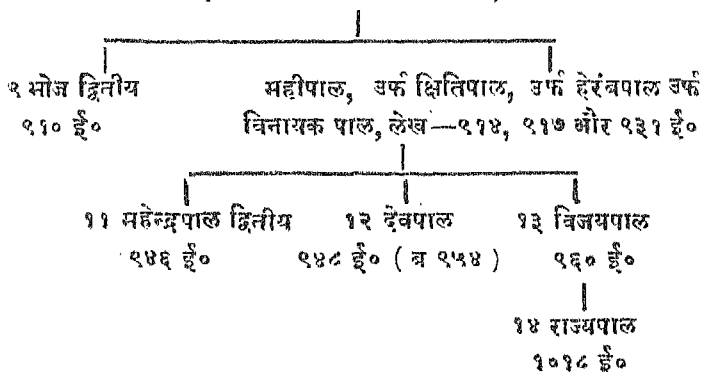 ९ भोज द्वितीय
९१० ई०
महीपाल, उर्फ क्षितिपाल, उर्फ हेरंबपाल उर्फ
विनायक पाल, लेख—९१४, ९१७ और ९३१ ई०
११ महेन्द्रपाल द्वितीय
९४६ ई०
१२ देवपाल
९४८ ई० ( व ९५४ )
१३ विजयपाल
९६० ई०
१४ राज्यपाल
१०१८ ई०